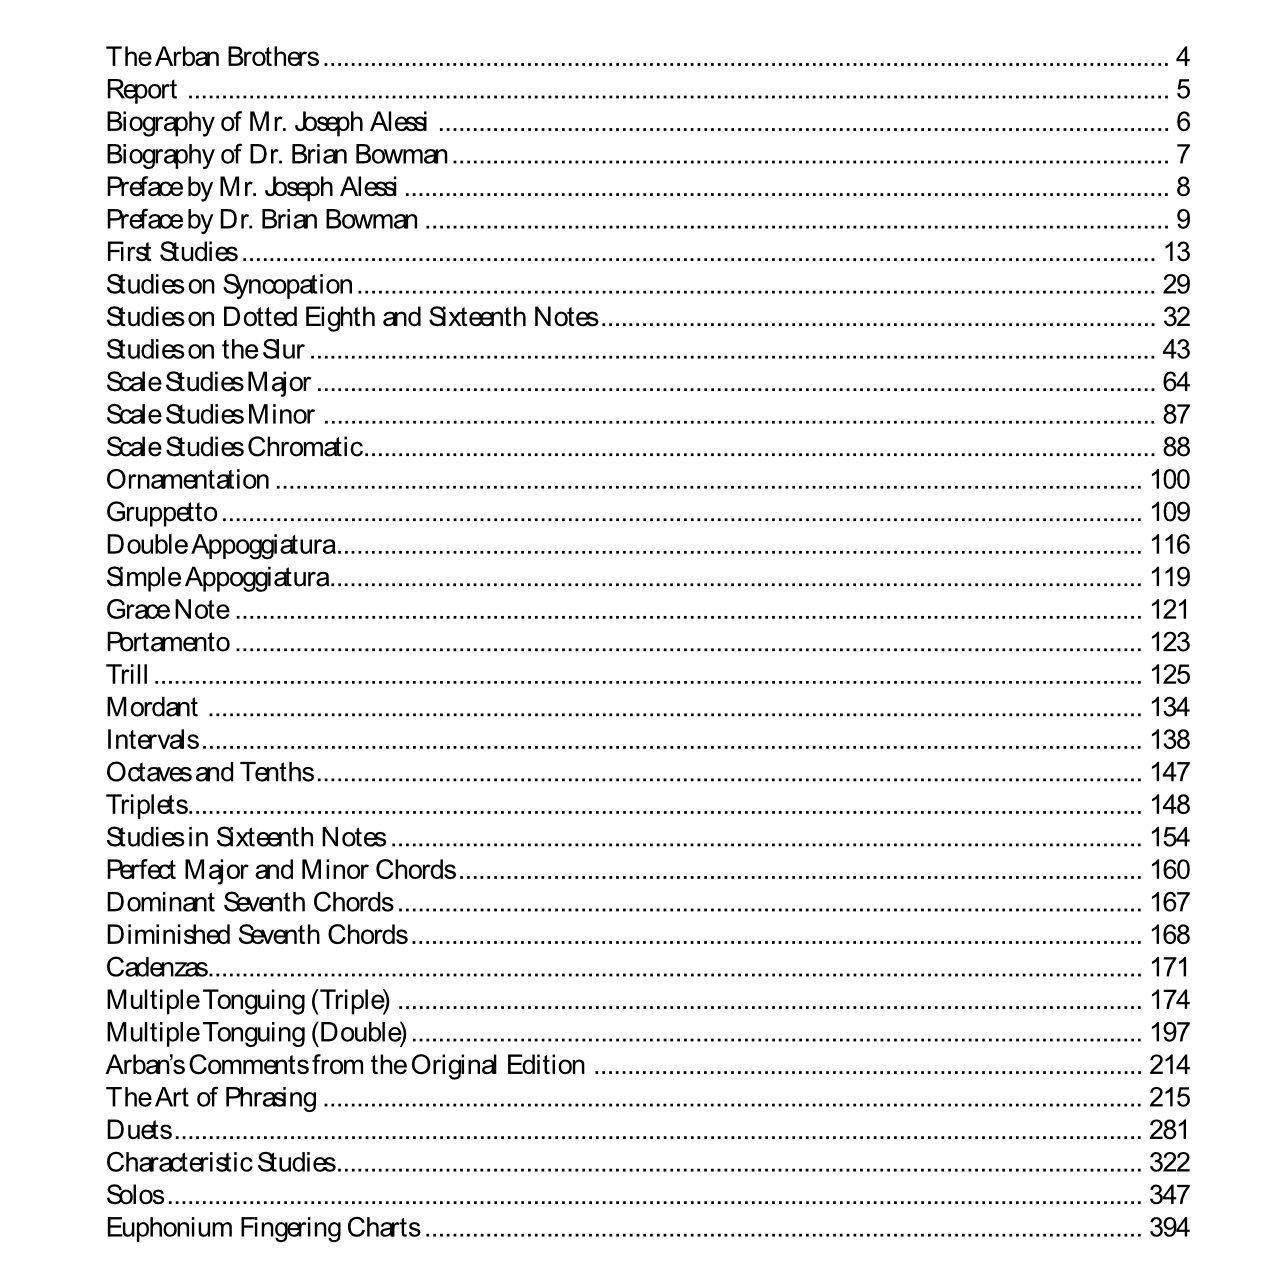 The Arban Brothers ........ 4
Report ........ 5
Biography of Mr. Joseph Alessi ........ 6
Biography of Dr. Brian Bowman ........ 7
Preface by Mr. Joseph Alessi ........ 8
Preface by Dr. Brian Bowman ........ 9
First Studies ........ 13
Studies on Syncopation ........ 29
Studies on Dotted Eighth and Sixteenth Notes ........ 32
Studies on the Slur ........ 43
Scale Studies Major ........ 64
Scale Studies Minor ........ 87
Scale Studies Chromatic ........ 88
Ornamentation ........ 100
Gruppetto ........ 109
Double Appoggiatura ........ 116
Simple Appoggiatura ........ 119
Grace Note ........ 121
Portamento ........ 123
Trill ........ 125
Mordant ........ 134
Intervals ........ 138
Octaves and Tenths ........ 147
Triplets ........ 148
Studies in Sixteenth Notes ........ 154
Perfect Major and Minor Chords ........ 160
Dominant Seventh Chords ........ 167
Diminished Seventh Chords ........ 168
Cadenzas ........ 171
Multiple Tonguing (Triple) ........ 174
Multiple Tonguing (Double) ........ 197
Arban’s Comments from the Original Edition ........ 214
The Art of Phrasing ........ 215
Duets ........ 281
Characteristic Studies ........ 322
Solos ........ 347
Euphonium Fingering Charts ........ 394